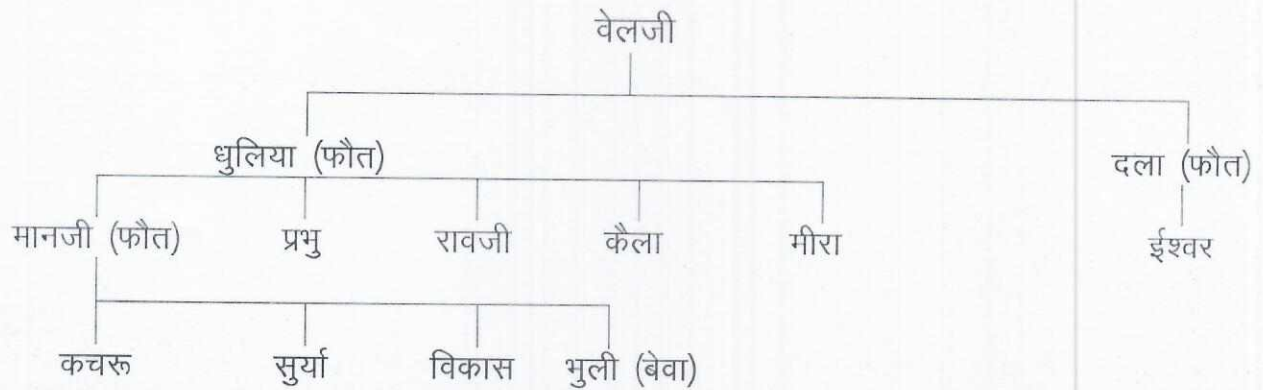 वेलजी
धुलिया (फौत) दला (फौत)
मानजी (फौत) प्रभु रावजी कैला मीरा ईश्वर
कचरू सुर्या विकास भुली (बेवा)